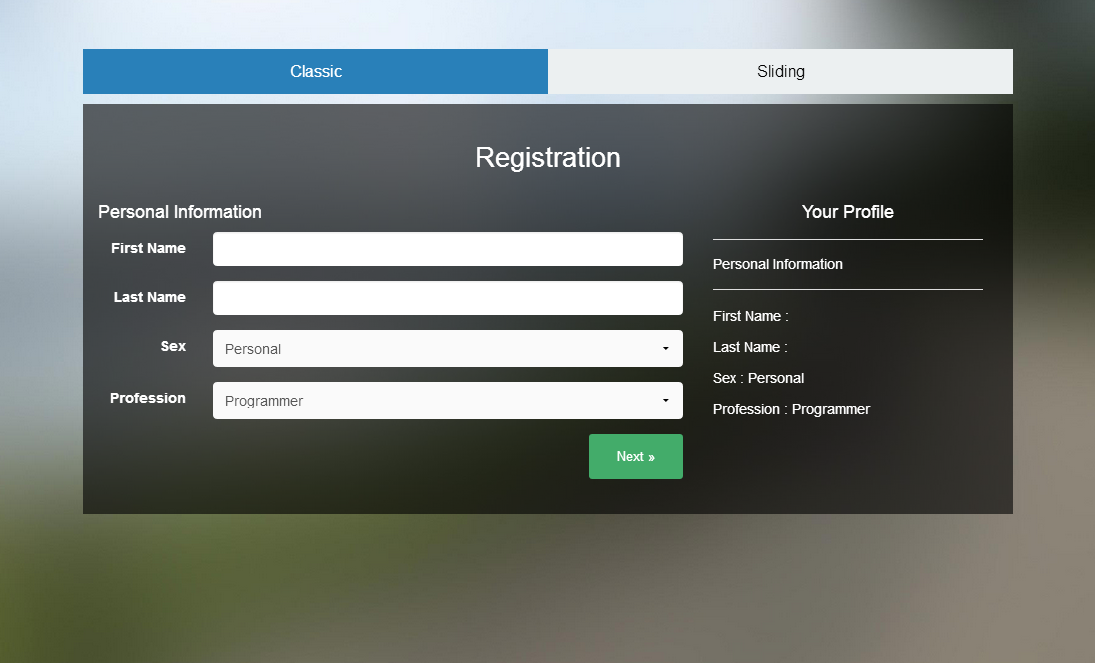 Classic
Sliding
Registration
Personal Information
First Name
Last Name
Sex
Personal
Profession
Programmer
Next »
Your Profile
Personal Information
First Name :
Last Name :
Sex : Personal
Profession : Programmer